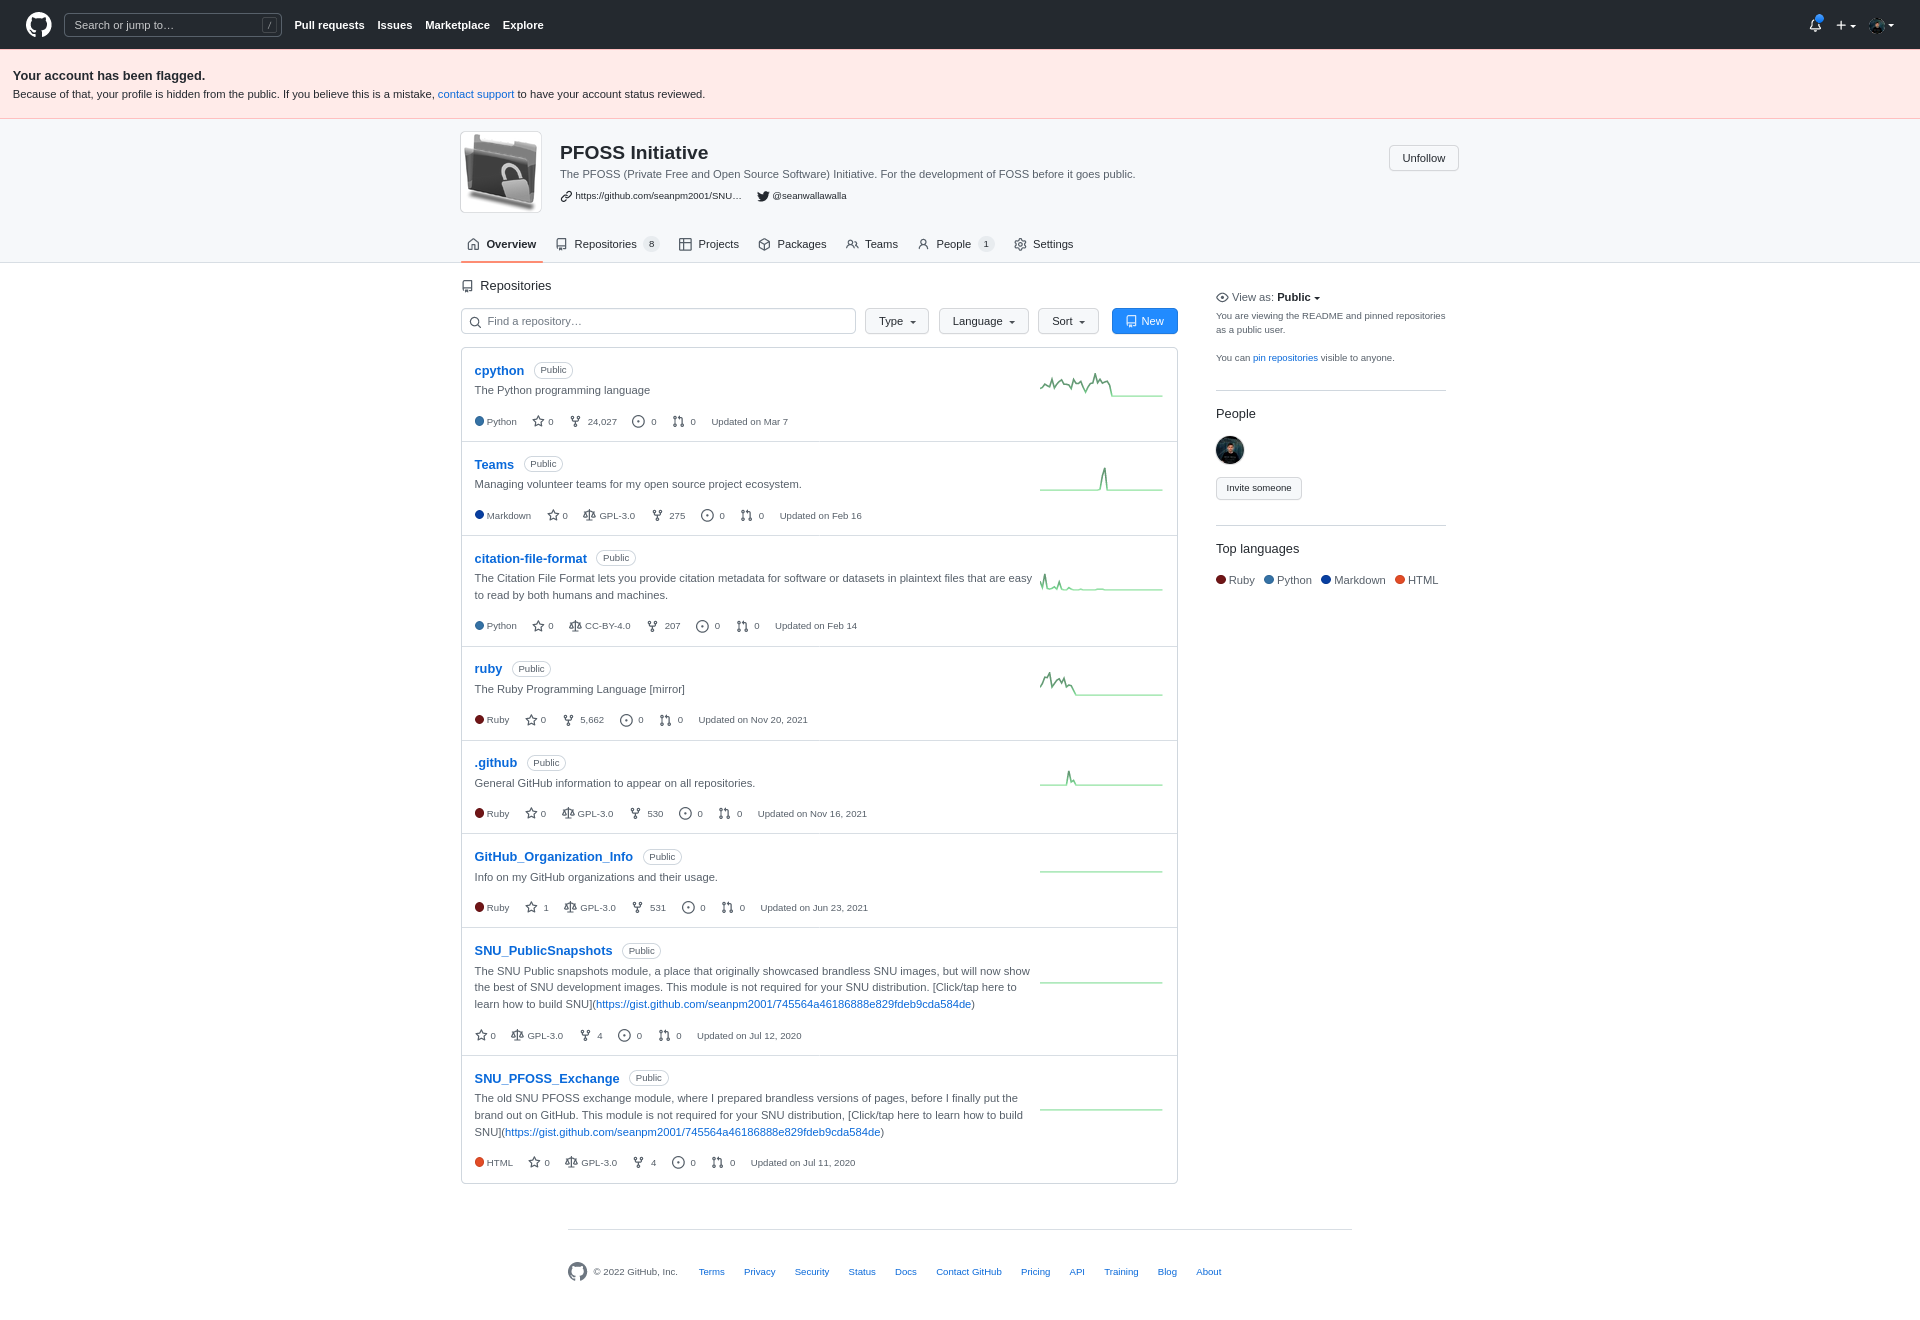 Search or jump to… /
Pull requests Issues Marketplace Explore
Your account has been flagged.
Because of that, your profile is hidden from the public. If you believe this is a mistake, contact support to have your account status reviewed.
PFOSS Initiative
The PFOSS (Private Free and Open Source Software) Initiative. For the development of FOSS before it goes public.
https://github.com/seanpm2001/SNU… @seanwallawalla
Unfollow
Overview Repositories 8 Projects Packages Teams People 1 Settings
Repositories
Find a repository… Type Language Sort New
cpython Public
The Python programming language
Python 0 24,027 0 0 Updated on Mar 7
Teams Public
Managing volunteer teams for my open source project ecosystem.
Markdown 0 GPL-3.0 275 0 0 Updated on Feb 16
citation-file-format Public
The Citation File Format lets you provide citation metadata for software or datasets in plaintext files that are easy
to read by both humans and machines.
Python 0 CC-BY-4.0 207 0 0 Updated on Feb 14
ruby Public
The Ruby Programming Language [mirror]
Ruby 0 5,662 0 0 Updated on Nov 20, 2021
.github Public
General GitHub information to appear on all repositories.
Ruby 0 GPL-3.0 530 0 0 Updated on Nov 16, 2021
GitHub_Organization_Info Public
Info on my GitHub organizations and their usage.
Ruby 1 GPL-3.0 531 0 0 Updated on Jun 23, 2021
SNU_PublicSnapshots Public
The SNU Public snapshots module, a place that originally showcased brandless SNU images, but will now show
the best of SNU development images. This module is not required for your SNU distribution. [Click/tap here to
learn how to build SNU](https://gist.github.com/seanpm2001/745564a46186888e829fdeb9cda584de)
0 GPL-3.0 4 0 0 Updated on Jul 12, 2020
SNU_PFOSS_Exchange Public
The old SNU PFOSS exchange module, where I prepared brandless versions of pages, before I finally put the
brand out on GitHub. This module is not required for your SNU distribution, [Click/tap here to learn how to build
SNU](https://gist.github.com/seanpm2001/745564a46186888e829fdeb9cda584de)
HTML 0 GPL-3.0 4 0 0 Updated on Jul 11, 2020
View as: Public
You are viewing the README and pinned repositories
as a public user.
You can pin repositories visible to anyone.
People
Invite someone
Top languages
Ruby Python Markdown HTML
© 2022 GitHub, Inc. Terms Privacy Security Status Docs Contact GitHub Pricing API Training Blog About